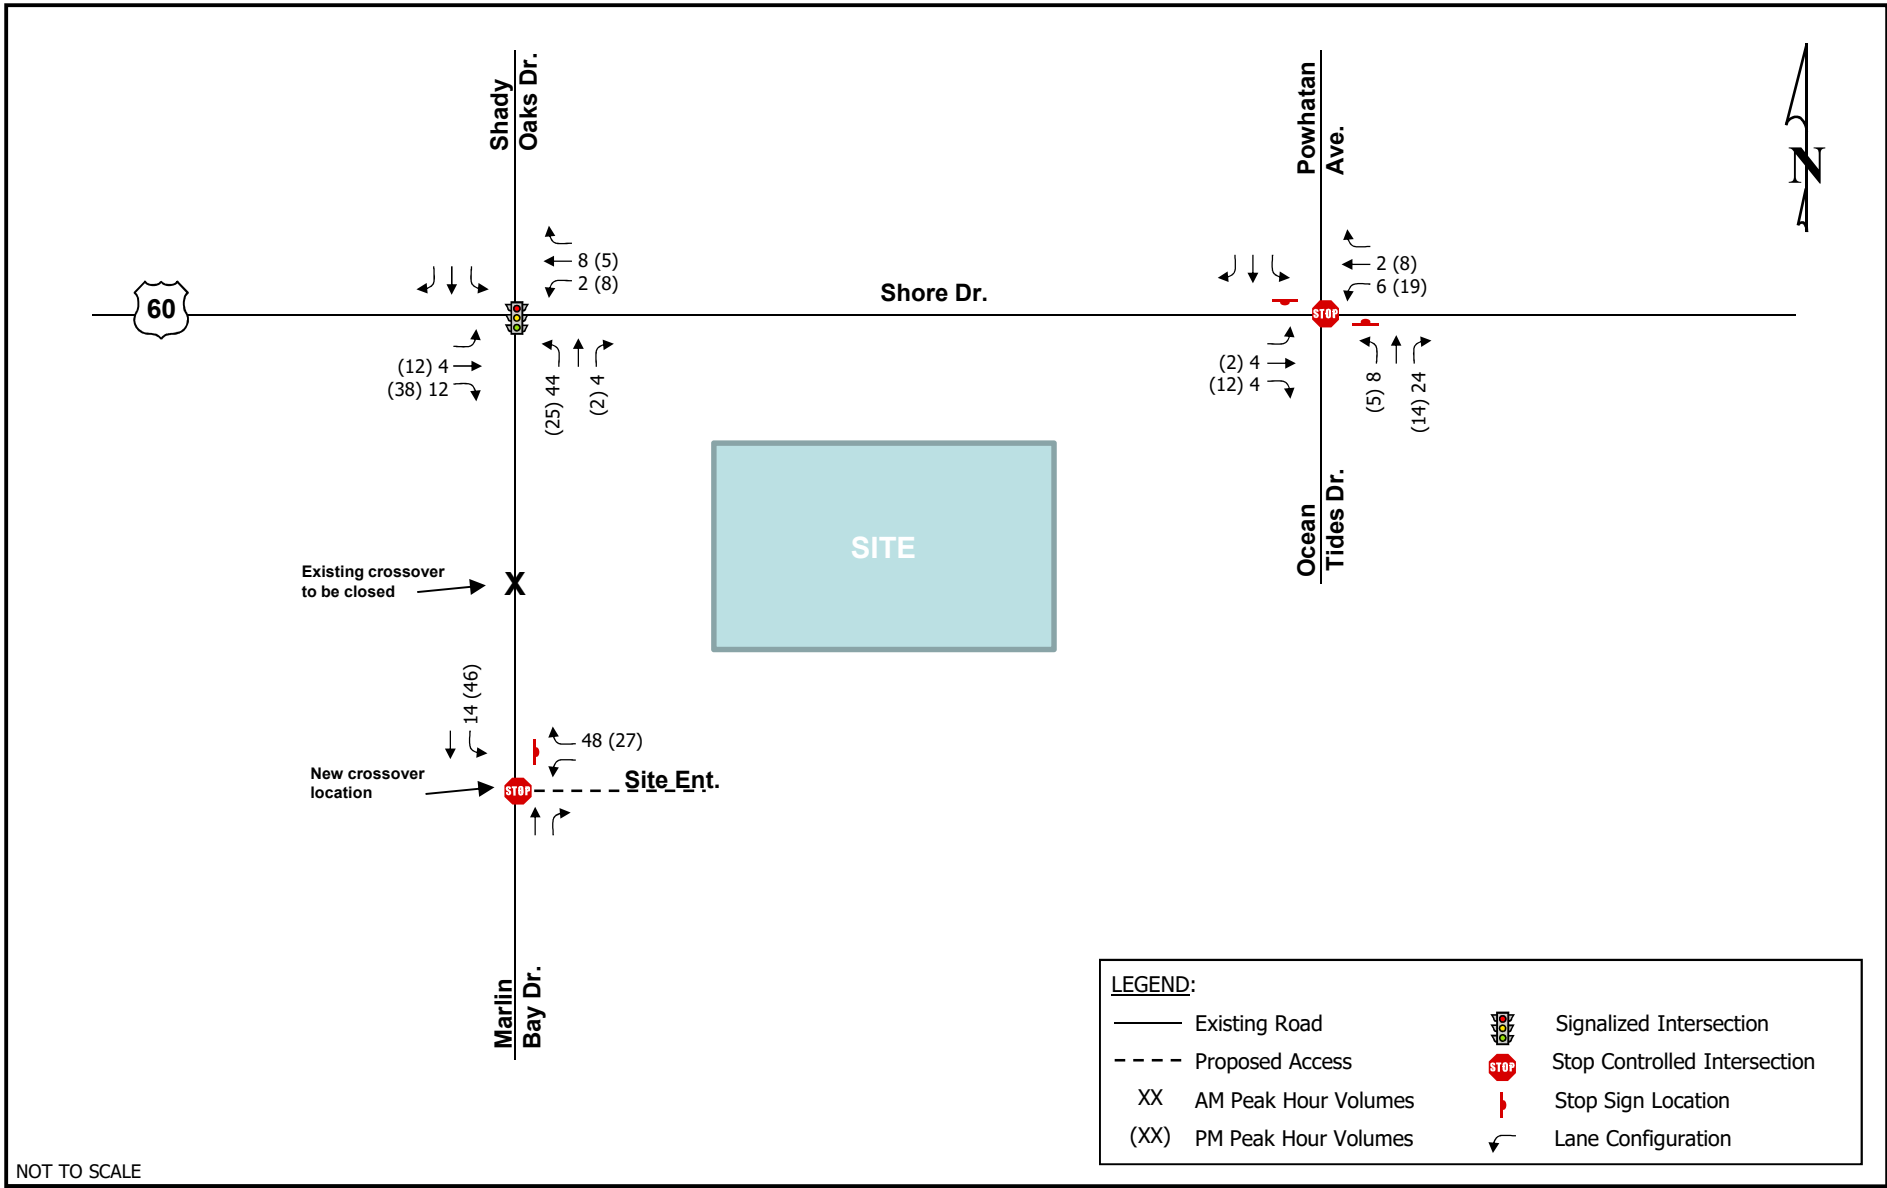 Shady
Oaks Dr.
Powhatan
Ave.
N
8 (5)
2 (8)
2 (8)
6 (19)
60
Shore Dr.
STOP
(12) 4
(38) 12
(25) 44
(2) 4
(2) 4
(12) 4
(5) 8
(14) 24
SITE
Ocean
Tides Dr.
Existing crossover
to be closed
X
14 (46)
48 (27)
New crossover
location
STOP
Site Ent.
Marlin
Bay Dr.
LEGEND:
Existing Road
Signalized Intersection
Proposed Access
STOP
Stop Controlled Intersection
XX
AM Peak Hour Volumes
Stop Sign Location
(XX)
PM Peak Hour Volumes
Lane Configuration
NOT TO SCALE